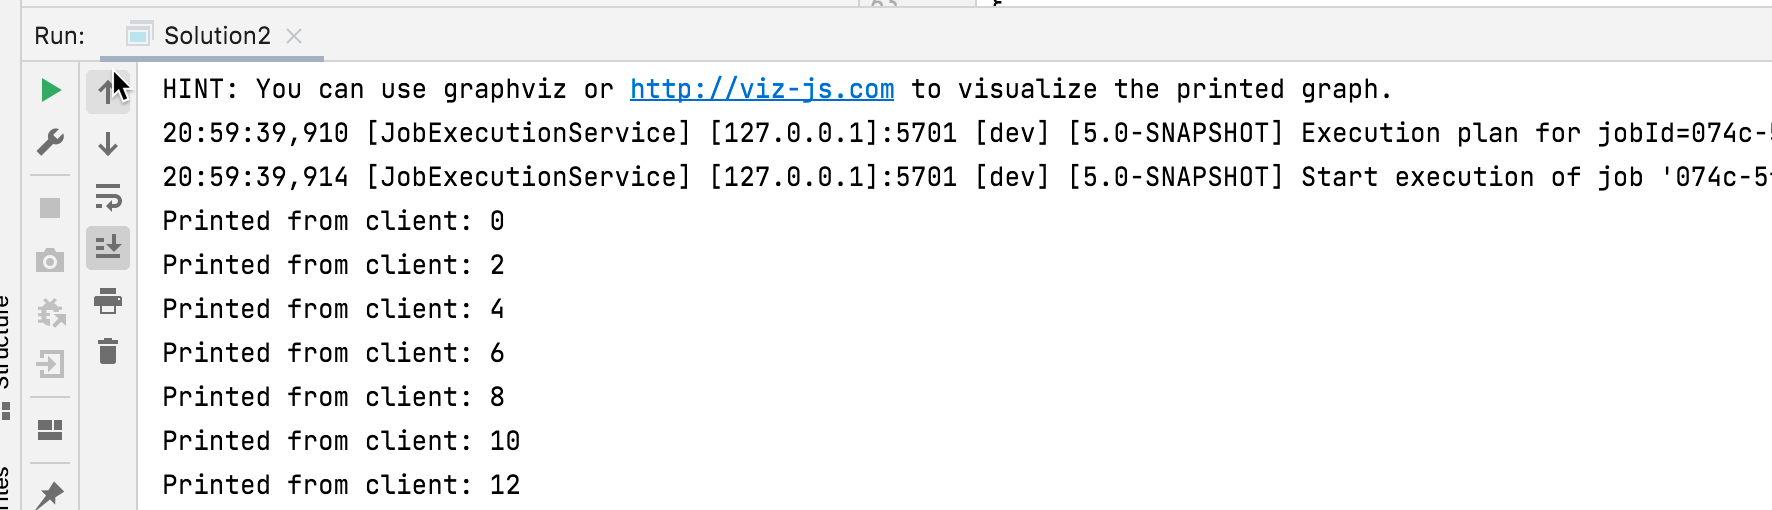 Run: Solution2
HINT: You can use graphviz or http://viz-js.com to visualize the printed graph.
20:59:39,910 [JobExecutionService] [127.0.0.1]:5701 [dev] [5.0-SNAPSHOT] Execution plan for jobId=074c-
20:59:39,914 [JobExecutionService] [127.0.0.1]:5701 [dev] [5.0-SNAPSHOT] Start execution of job '074c-5
Printed from client: 0
Printed from client: 2
Printed from client: 4
Printed from client: 6
Printed from client: 8
Printed from client: 10
Printed from client: 12
Structure